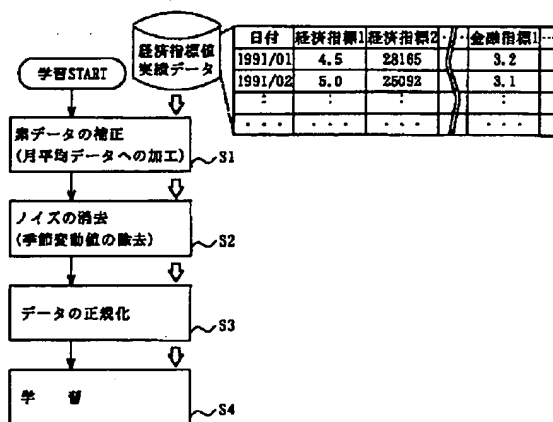 学習START
経済指標値
実績データ
日付 経済指標1 経済指標2 ・・ 金融指標1 ---
1991/01 4.5 28165 3.2
1991/02 5.0 25092 3.1
: : : :
・・・ ・・・ ・・・ ・・・
素データの補正
(月平均データへの加工)
S1
ノイズの消去
(季節変動値の除去)
S2
データの正規化
S3
学 習
S4